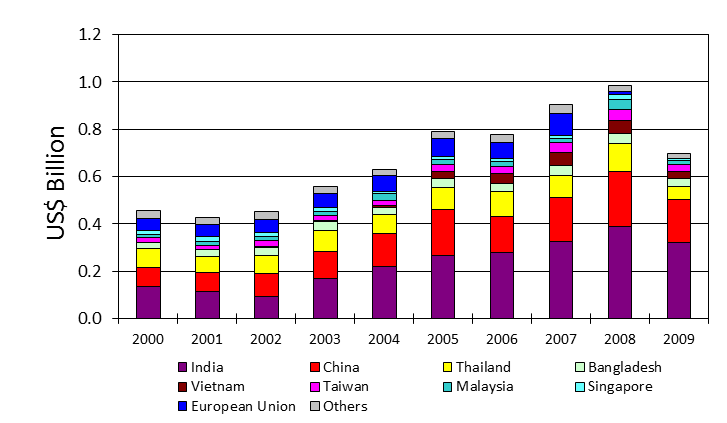 1.2
1.0
0.8
0.6
0.4
0.2
0.0
US$ Billion
2000 2001 2002 2003 2004 2005 2006 2007 2008 2009
India China Thailand Bangladesh
Vietnam Taiwan Malaysia Singapore
European Union Others